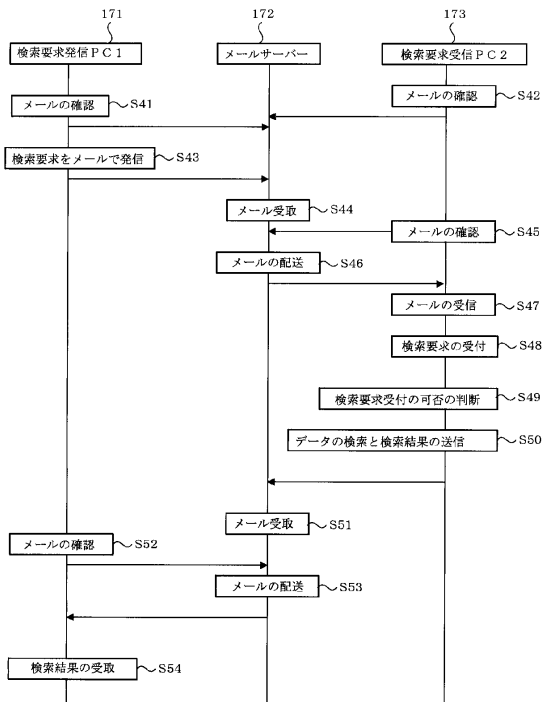 171 172 173
検索要求発信PC1 メールサーバー 検索要求受信PC2
メールの確認 S42
メールの確認 S41
検索要求をメールで発信 S43
メール受取 S44
メールの確認 S45
メールの配送 S46
メールの受信 S47
検索要求の受付 S48
検索要求受付の可否の判断 S49
データの検索と検索結果の送信 S50
メール受取 S51
メールの確認 S52
メールの配送 S53
検索結果の受取 S54